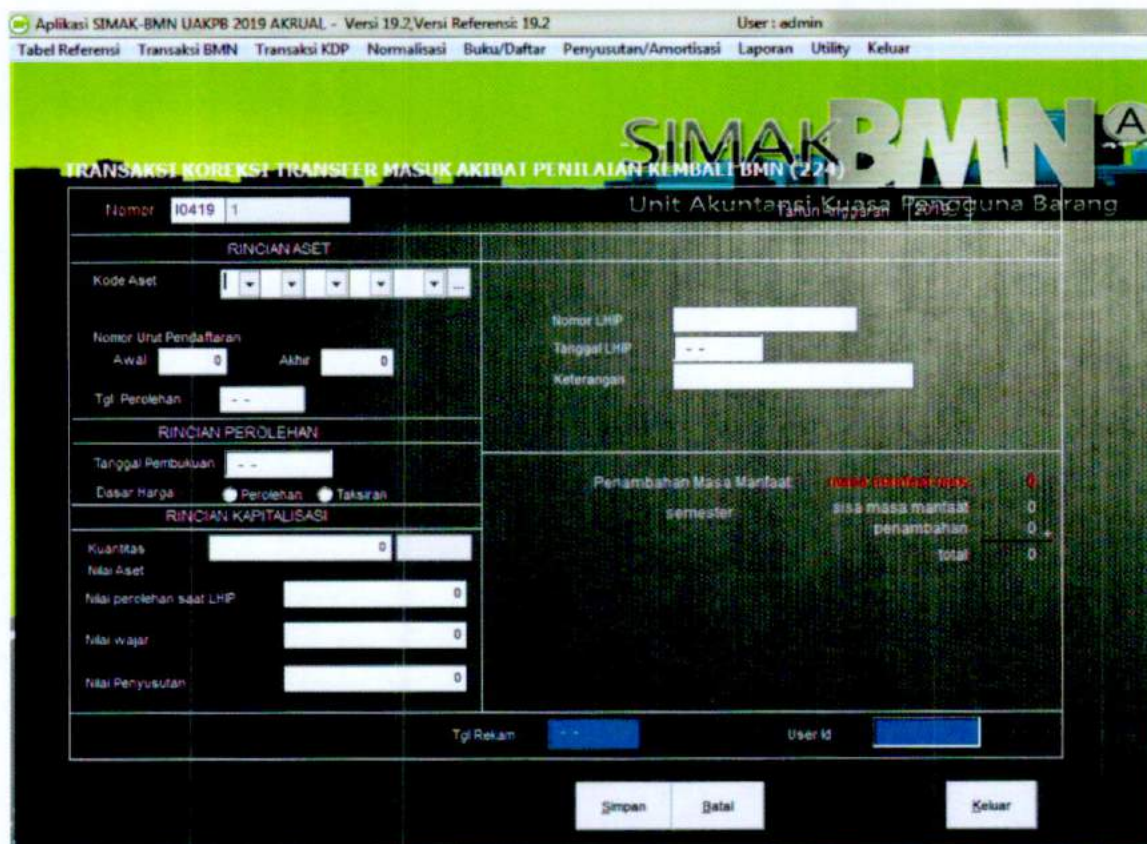 Aplikasi SIMAK-BMN UAKPB 2019 AKRUAL - Versi 19.2,Versi Referensi: 19.2 User : admin
Tabel Referensi Transaksi BMN Transaksi KDP Normalisasi Buku/Daftar Penyusutan/Amortisasi Laporan Utility Keluar
SIMAK BMN A
TRANSAKSI KOREKSI TRANSFER MASUK AKIBAT PENILAIAN KEMBALI BMN (224)
Unit Akuntansi Kuasa Pengguna Barang
Nomor I0419 1 Tahun Anggaran 2019
RINCIAN ASET
Kode Aset ...
Nomor Urut Pendaftaran
Awal 0 Akhir 0
Tgl. Perolehan - -
Nomor LHIP
Tanggal LHIP - -
Keterangan
RINCIAN PEROLEHAN
Tanggal Pembukuan - -
Dasar Harga Perolehan Taksiran
RINCIAN KAPITALISASI
Kuantitas 0
Nilai Aset
Nilai perolehan saat LHIP 0
Nilai wajar 0
Nilai Penyusutan 0
Penambahan Masa Manfaat masa manfaat 0
semester sisa masa manfaat 0
penambahan 0 +
total 0
Tgl Rekam - - User Id
Simpan Batal Keluar